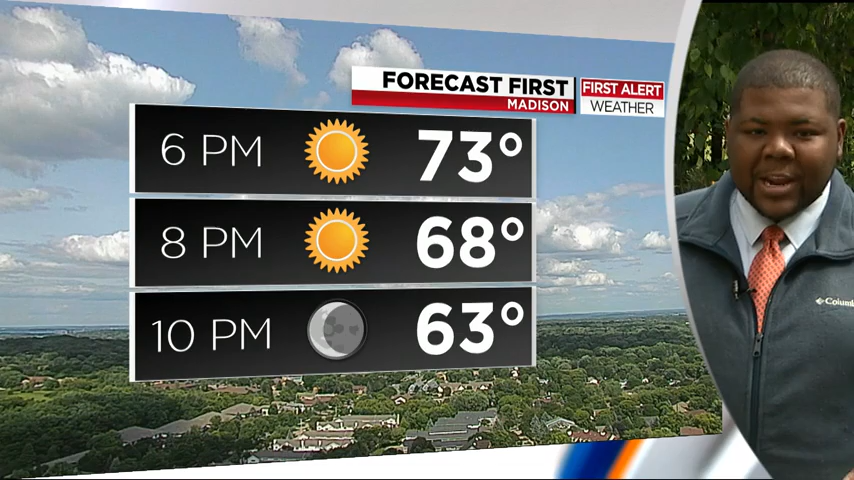 FORECAST FIRST
MADISON
FIRST ALERT
WEATHER
6 PM 73°
8 PM 68°
10 PM 63°
Columbia